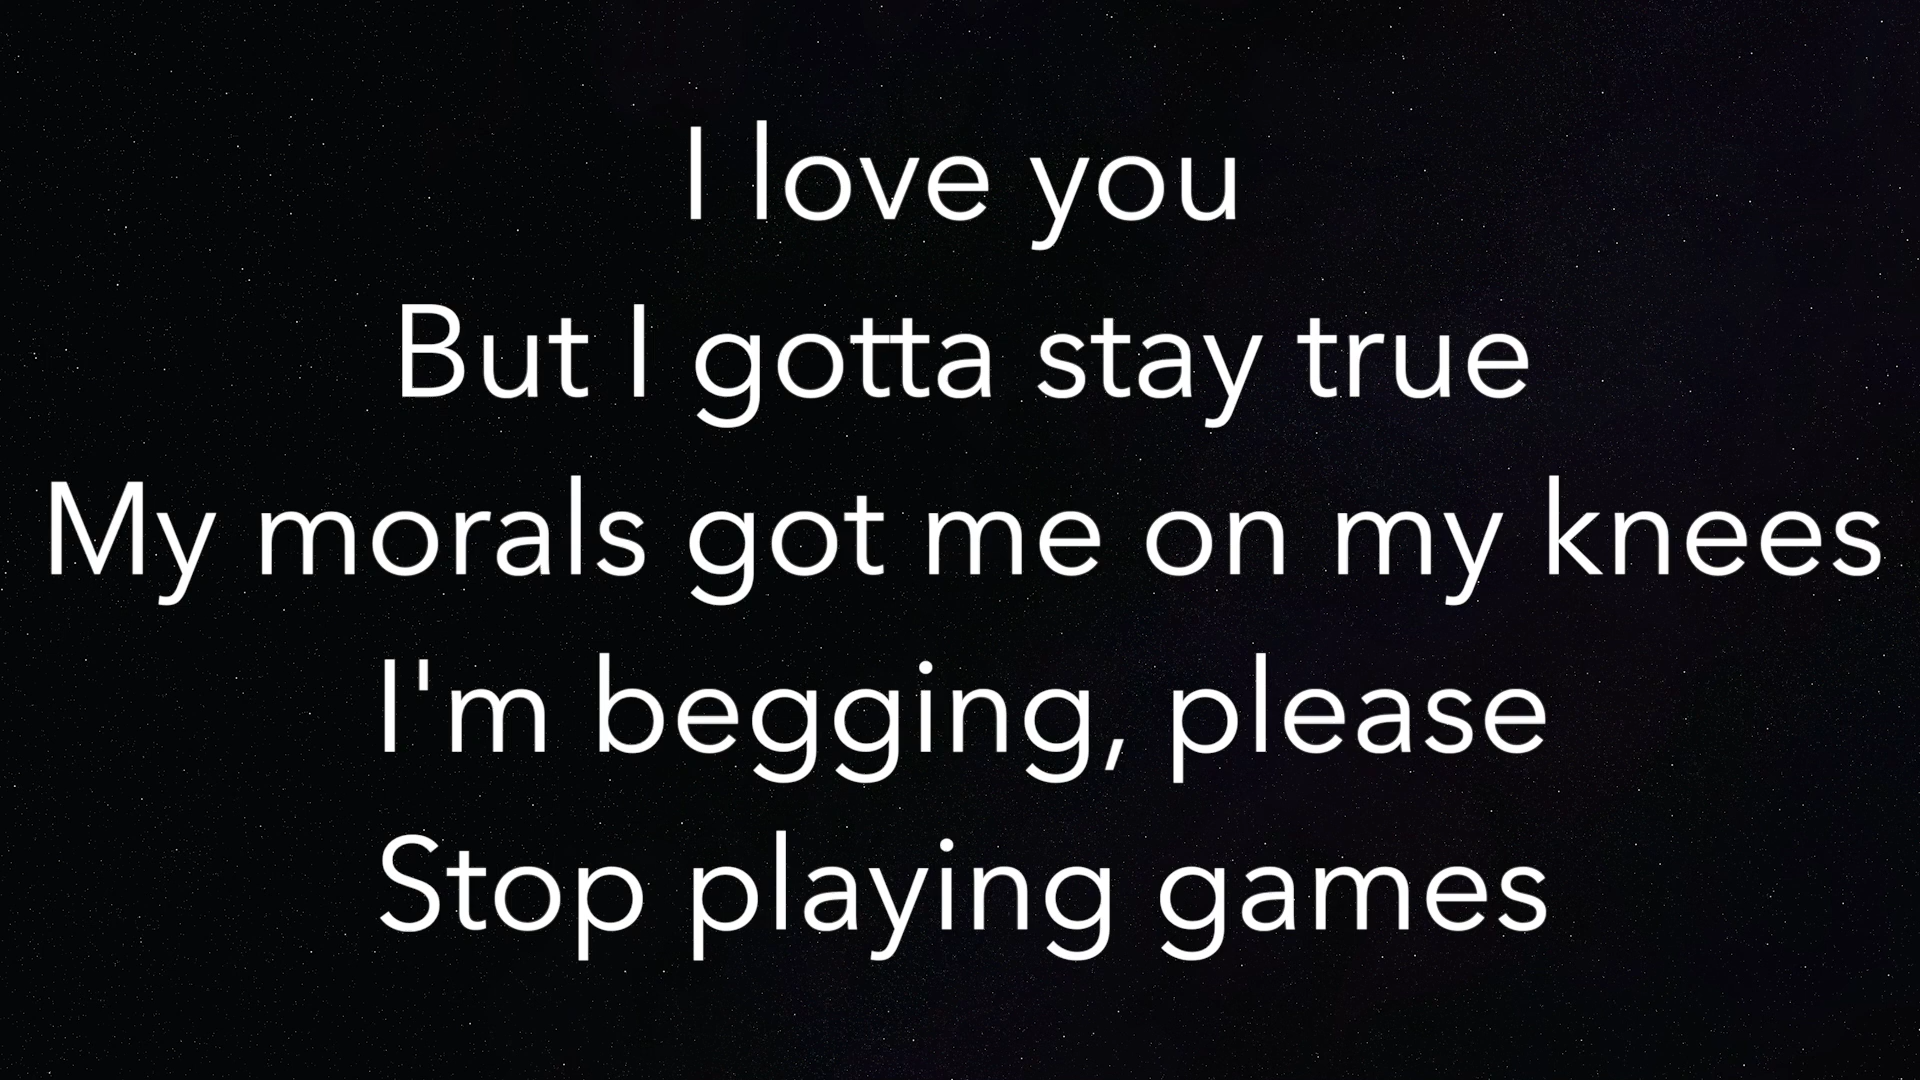 I love you
But I gotta stay true
My morals got me on my knees
I'm begging, please
Stop playing games